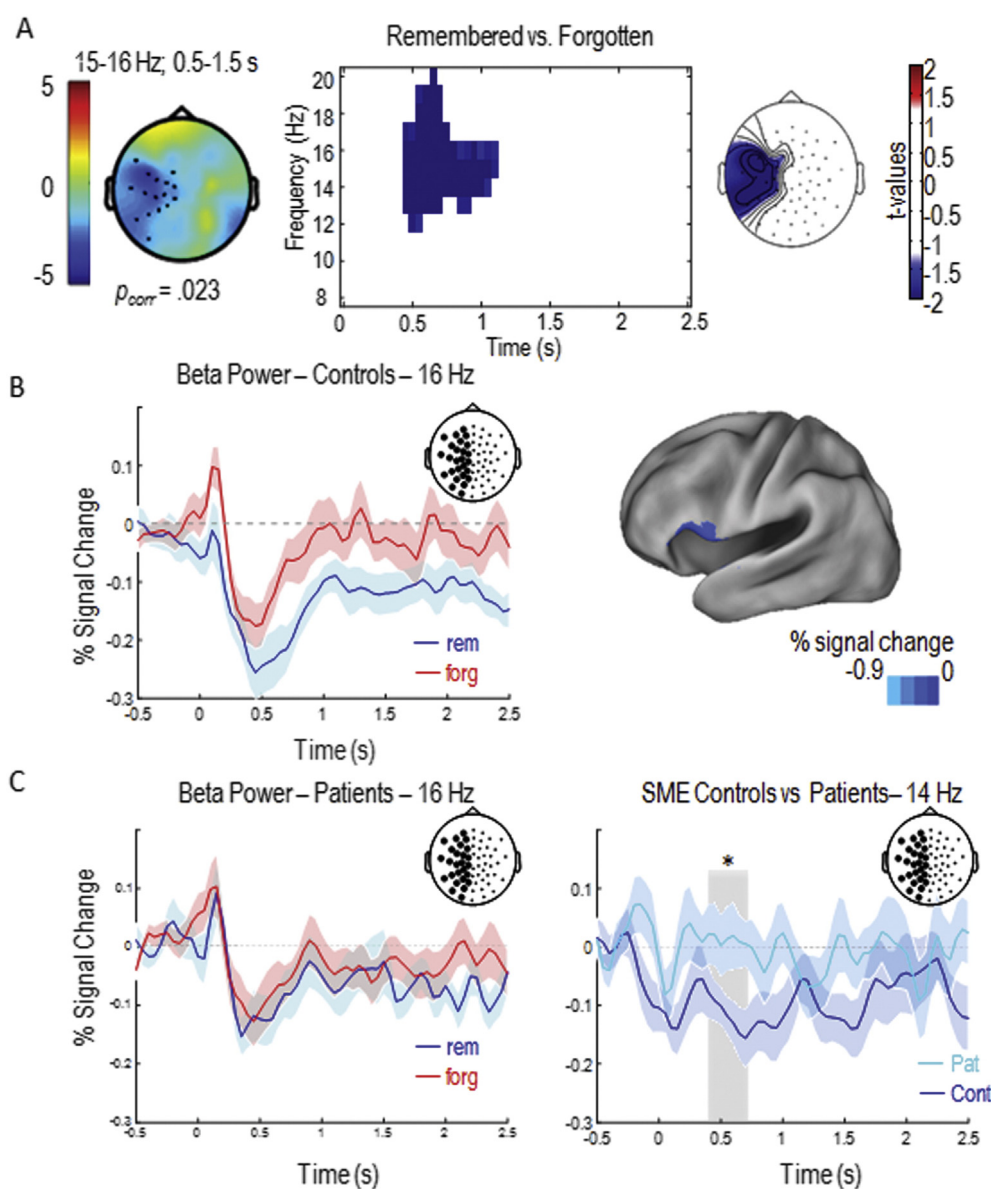 A
15-16 Hz; 0.5-1.5 s
5
0
-5
p_corr = .023
Remembered vs. Forgotten
Frequency (Hz)
20
18
16
14
12
10
8
0 0.5 1 1.5 2 2.5
Time (s)
t-values
2
1.5
1
0.5
0
-0.5
-1
-1.5
-2
B
Beta Power – Controls – 16 Hz
% Signal Change
0.1
0
-0.1
-0.2
-0.3
rem
forg
-0.5 0 0.5 1.0 1.5 2 2.5
Time (s)
% signal change
-0.9 0
C
Beta Power – Patients – 16 Hz
% Signal Change
0.1
0
-0.1
-0.2
-0.3
rem
forg
-0.5 0 0.5 1.0 1.5 2.0 2.5
Time (s)
SME Controls vs Patients– 14 Hz
*
0.1
0
-0.1
-0.2
-0.3
Pat
Cont
-0.5 0 0.5 1.0 1.5 2.0 2.5
Time (s)